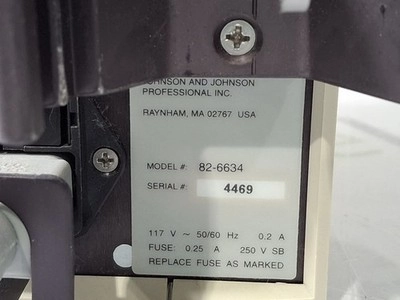 JOHNSON AND JOHNSON
PROFESSIONAL INC.
RAYNHAM, MA 02767 USA
MODEL #: 82-6634
SERIAL #: 4469
117 V ~ 50/60 Hz 0.2 A
FUSE: 0.25 A 250 V SB
REPLACE FUSE AS MARKED